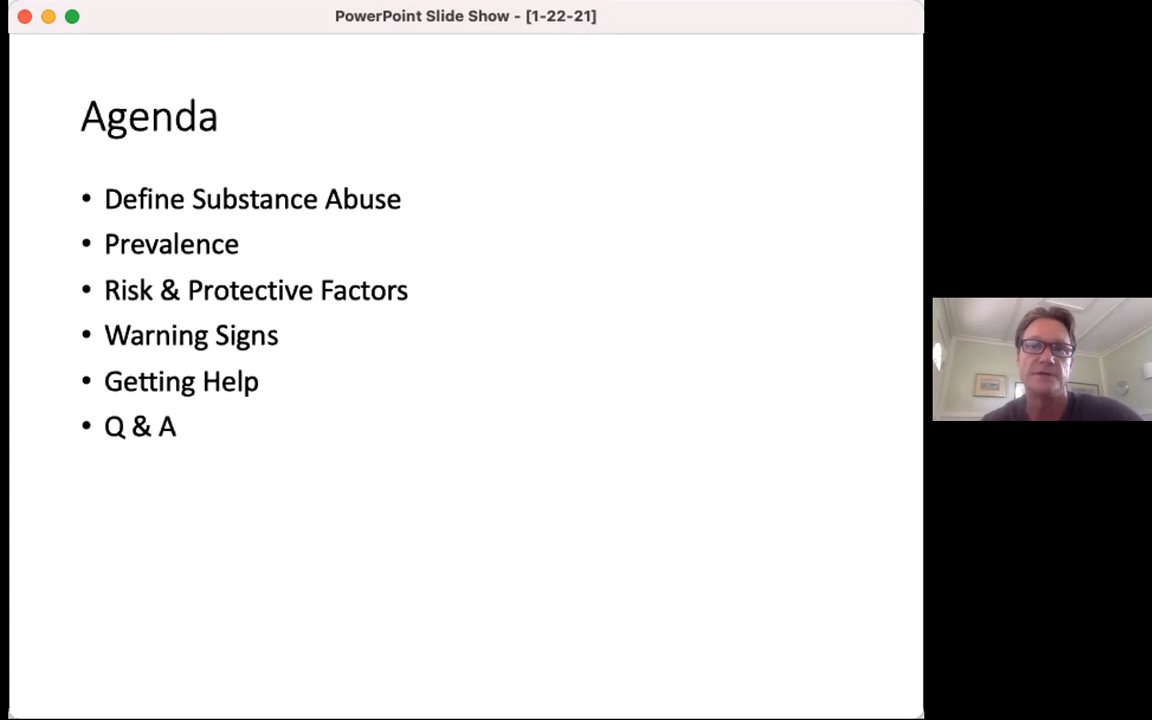 PowerPoint Slide Show - [1-22-21]
Agenda
• Define Substance Abuse
• Prevalence
• Risk & Protective Factors
• Warning Signs
• Getting Help
• Q & A